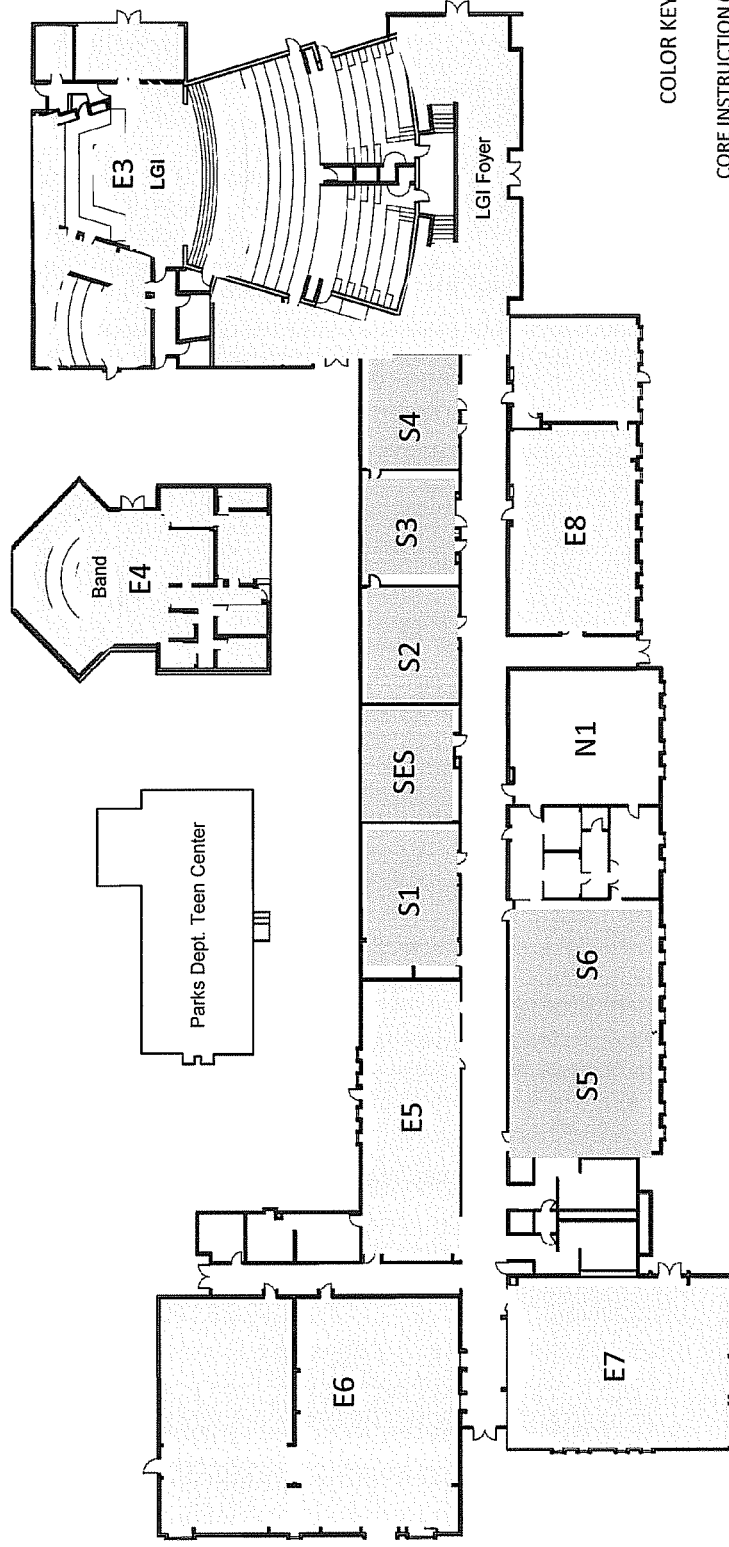 Band
E3
E4
LGI
Parks Dept. Teen Center
E6
E5
S1
SES
S2
S3
S4
LGI Foyer
S5
S6
N1
E8
E7
COLOR KEY
CORE INSTRUCTION